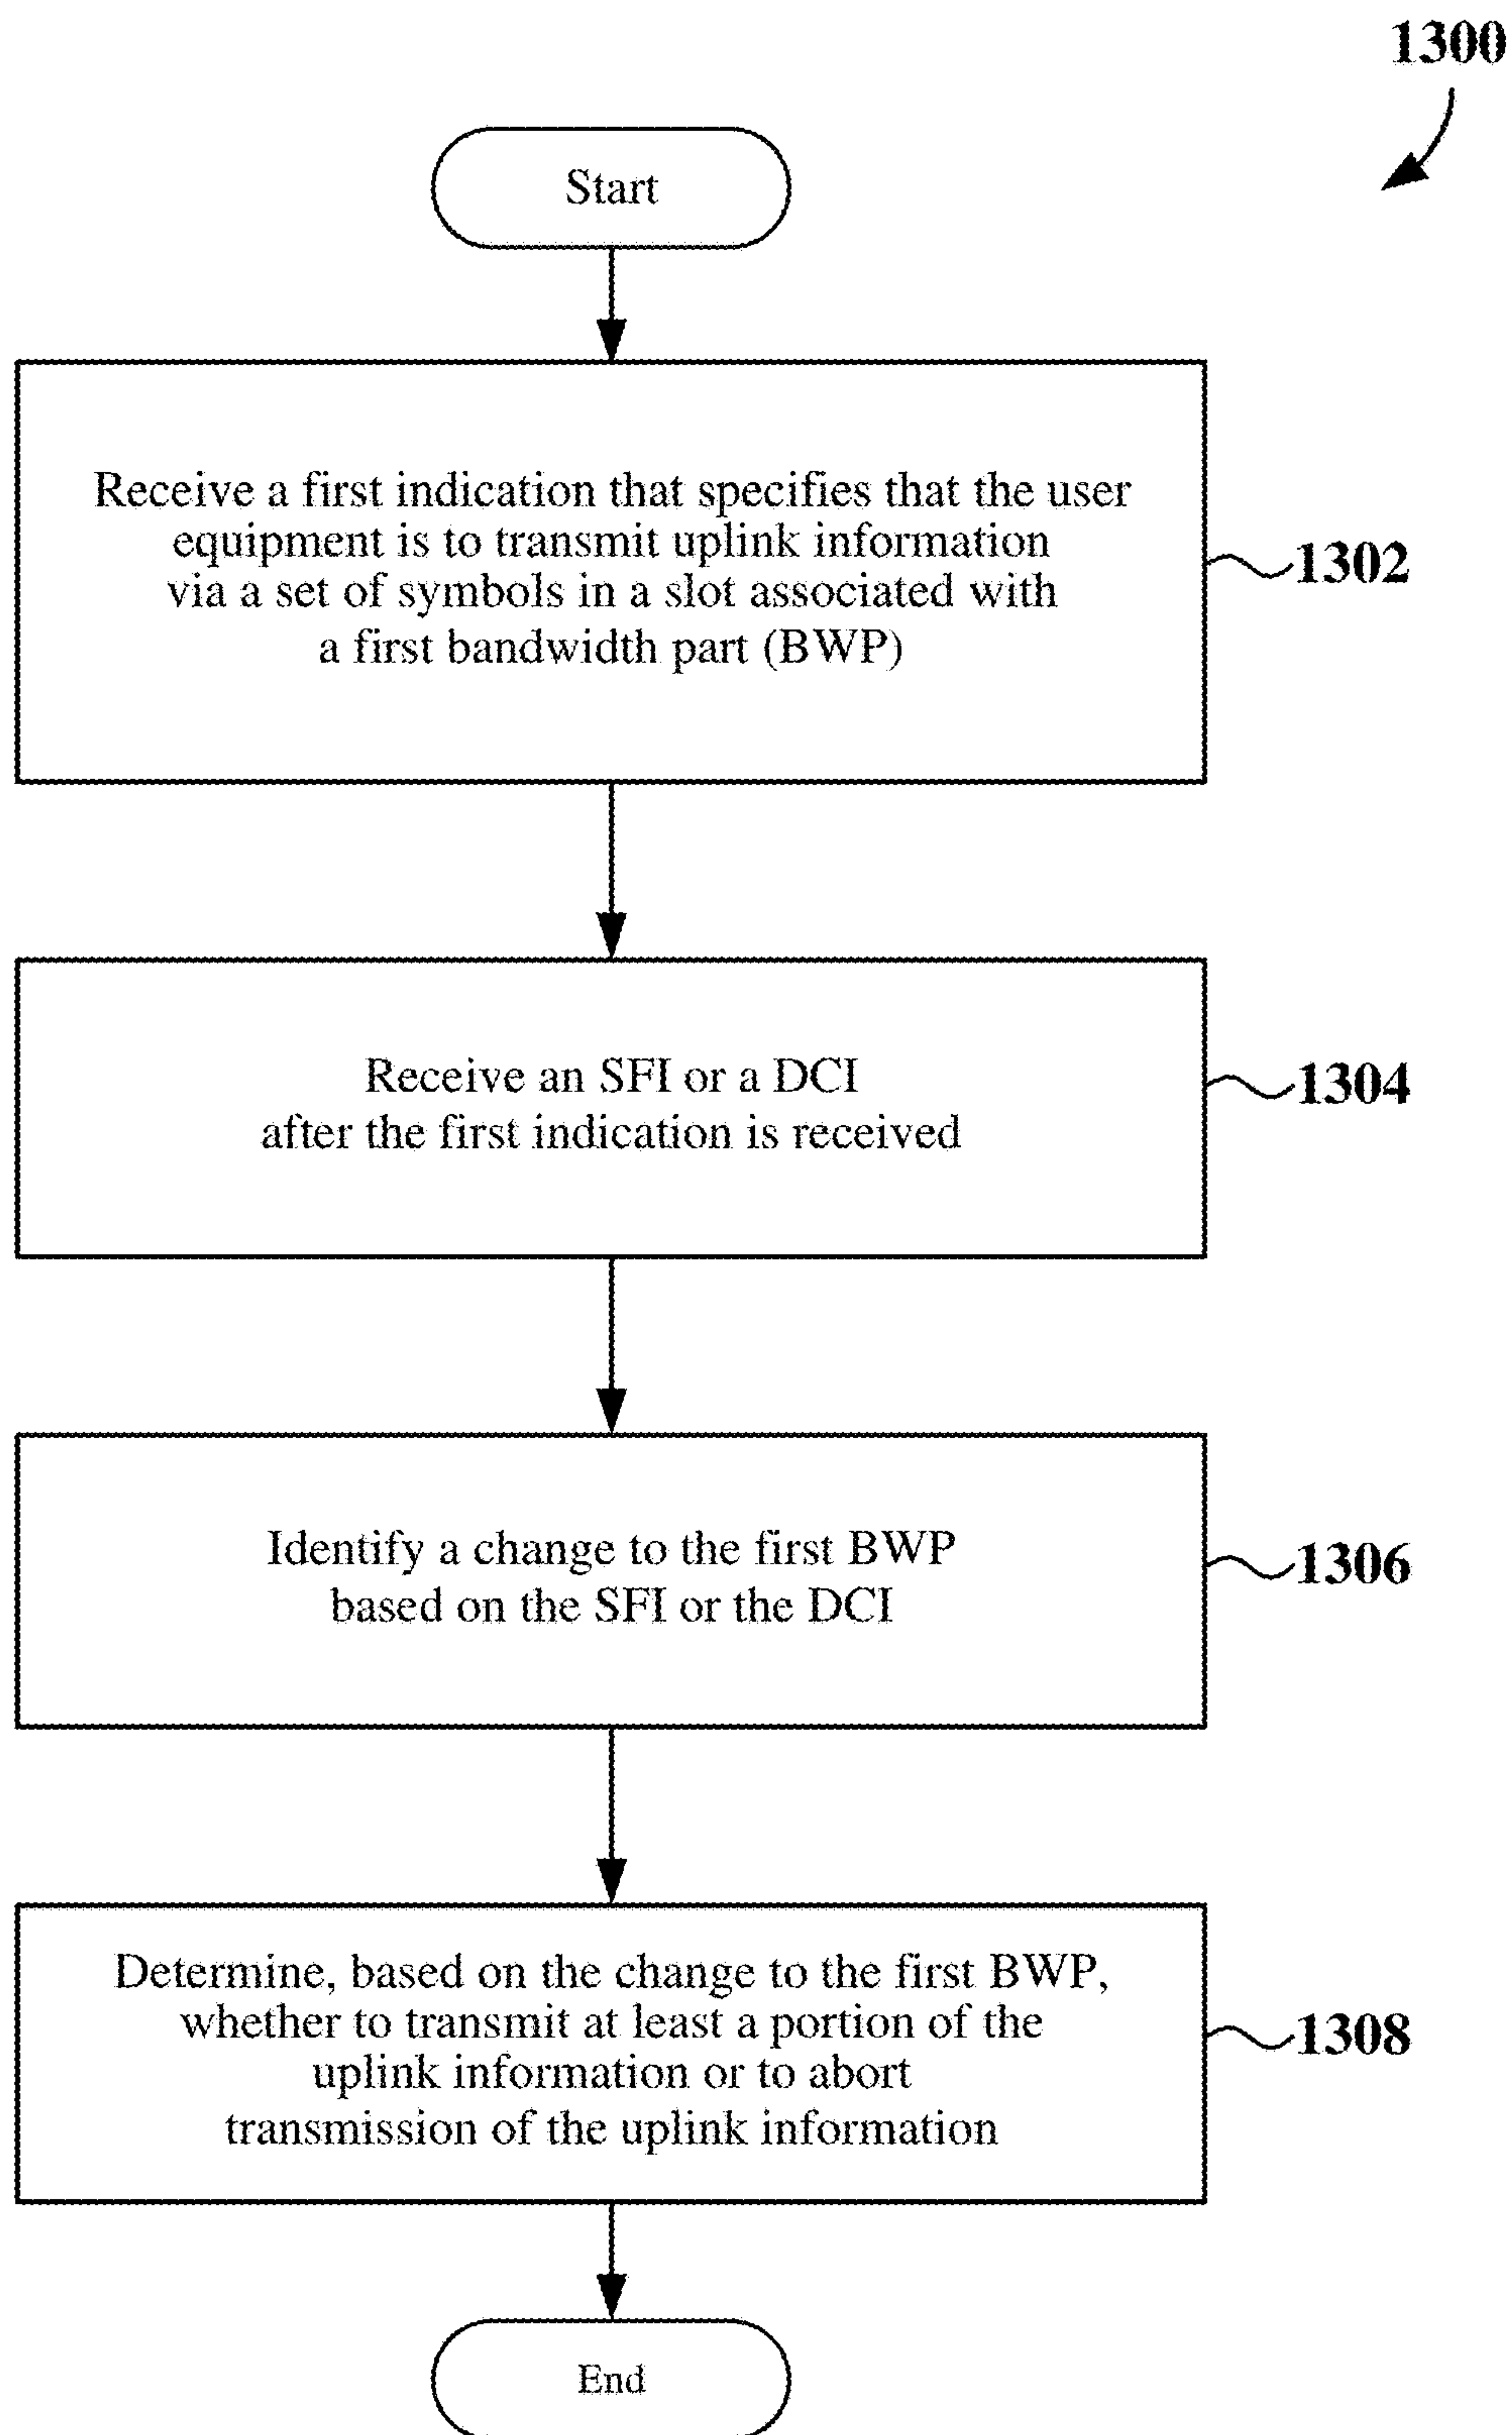 1300
Start
Receive a first indication that specifies that the user
equipment is to transmit uplink information
via a set of symbols in a slot associated with
a first bandwidth part (BWP)
1302
Receive an SFI or a DCI
after the first indication is received
1304
Identify a change to the first BWP
based on the SFI or the DCI
1306
Determine, based on the change to the first BWP,
whether to transmit at least a portion of the
uplink information or to abort
transmission of the uplink information
1308
End